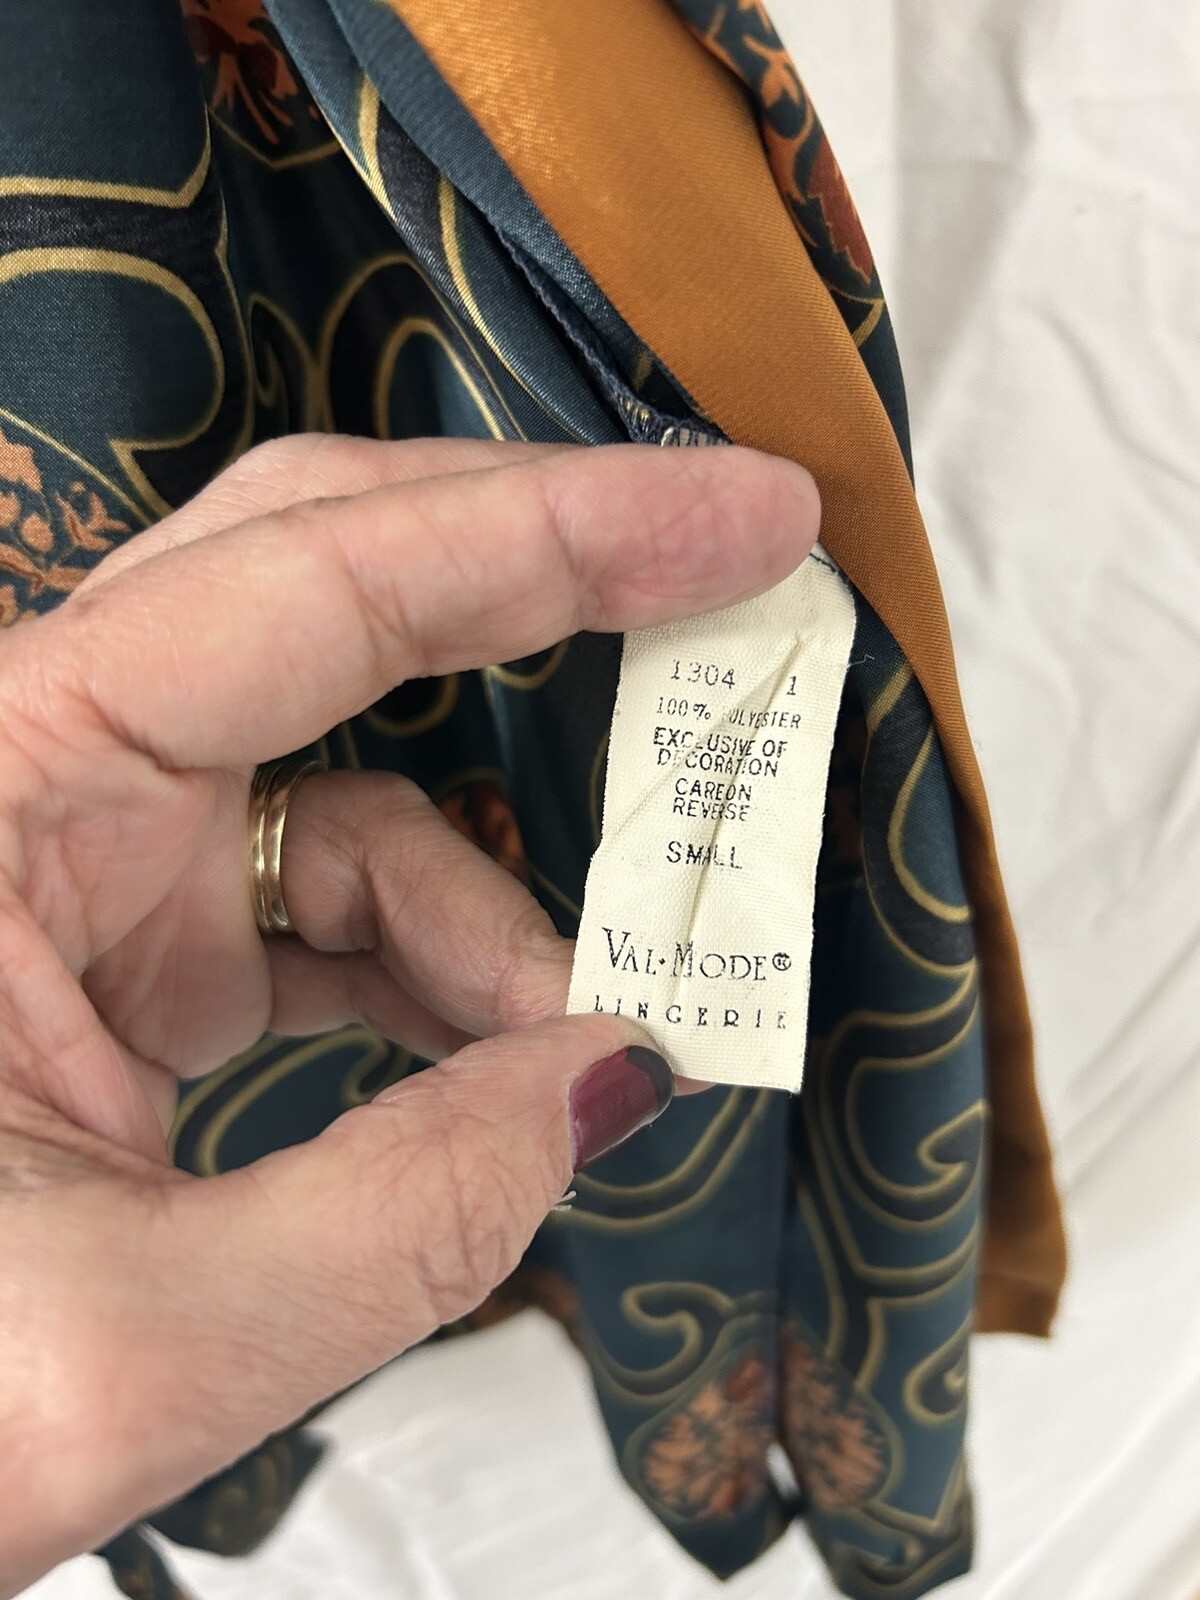 1304 1
100% POLYESTER
EXCLUSIVE OF
DECORATION
CARE ON
REVERSE
SMALL
VAL·MODE®
LINGERIE